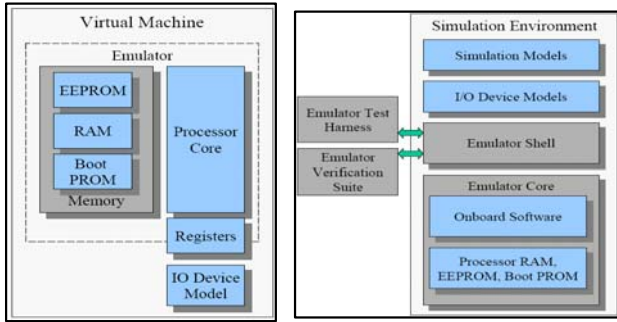 Virtual Machine
Emulator
EEPROM
RAM
Boot
PROM
Memory
Processor
Core
Registers
IO Device
Model
Simulation Environment
Simulation Models
I/O Device Models
Emulator Test
Harness
Emulator Shell
Emulator
Verification
Suite
Emulator Core
Onboard Software
Processor RAM,
EEPROM, Boot PROM